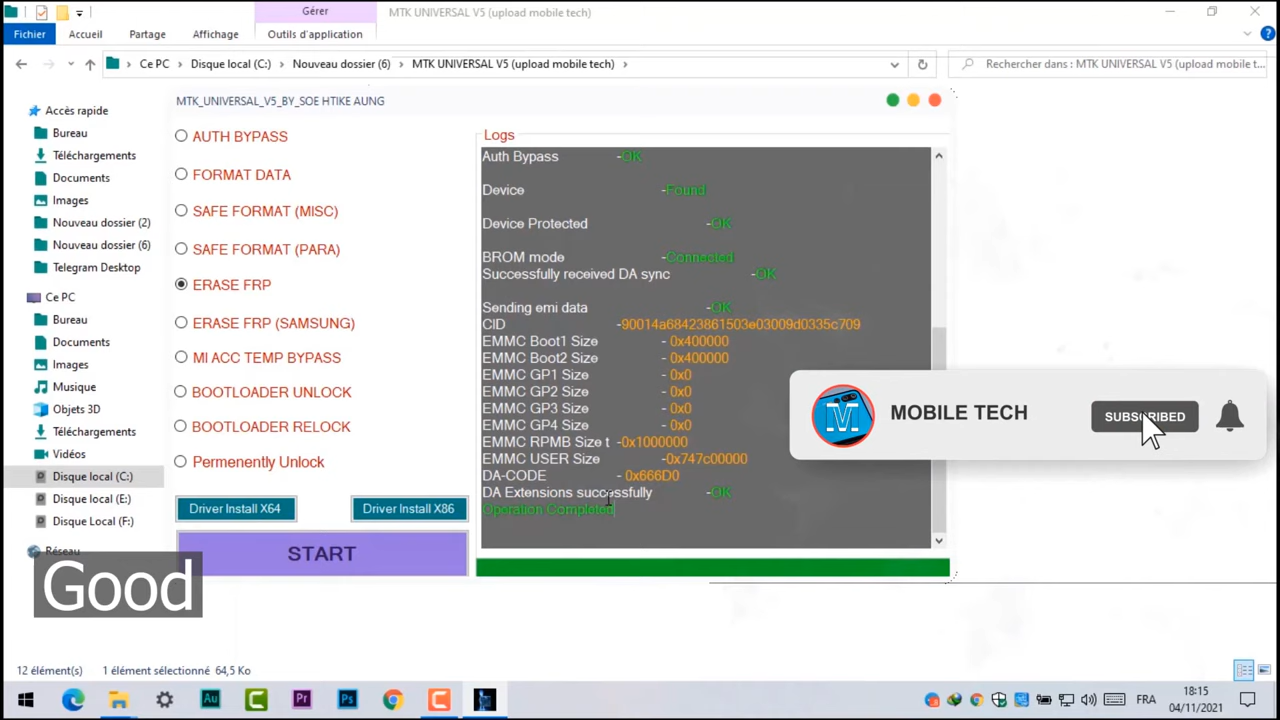 Gérer
MTK UNIVERSAL V5 (upload mobile tech)
Fichier
Accueil
Partage
Affichage
Outils d'application
Ce PC > Disque local (C:) > Nouveau dossier (6) > MTK UNIVERSAL V5 (upload mobile tech) >
Rechercher dans : MTK UNIVERSAL V5 (upload mobile t...
Accès rapide
Bureau
Téléchargements
Documents
Images
Nouveau dossier (2)
Nouveau dossier (6)
Telegram Desktop
Ce PC
Bureau
Documents
Images
Musique
Objets 3D
Téléchargements
Vidéos
Disque local (C:)
Disque local (E:)
Disque Local (F:)
Réseau
MTK_UNIVERSAL_V5_BY_SOE HTIKE AUNG
AUTH BYPASS
FORMAT DATA
SAFE FORMAT (MISC)
SAFE FORMAT (PARA)
ERASE FRP
ERASE FRP (SAMSUNG)
MI ACC TEMP BYPASS
BOOTLOADER UNLOCK
BOOTLOADER RELOCK
Permenently Unlock
Driver Install X64
Driver Install X86
START
Logs
Auth Bypass -OK
Device -Found
Device Protected -OK
BROM mode -Connected
Successfully received DA sync -OK
Sending emi data -OK
CID -90014a68423861503e03009d0335c709
EMMC Boot1 Size - 0x400000
EMMC Boot2 Size - 0x400000
EMMC GP1 Size - 0x0
EMMC GP2 Size - 0x0
EMMC GP3 Size - 0x0
EMMC GP4 Size - 0x0
EMMC RPMB Size t -0x1000000
EMMC USER Size -0x747c00000
DA-CODE - 0x666D0
DA Extensions successfully -OK
Operation Completed
MOBILE TECH
SUBSCRIBED
Good
12 élément(s)
1 élément sélectionné 64,5 Ko
Au
Pr
Ps
FRA
18:15
04/11/2021